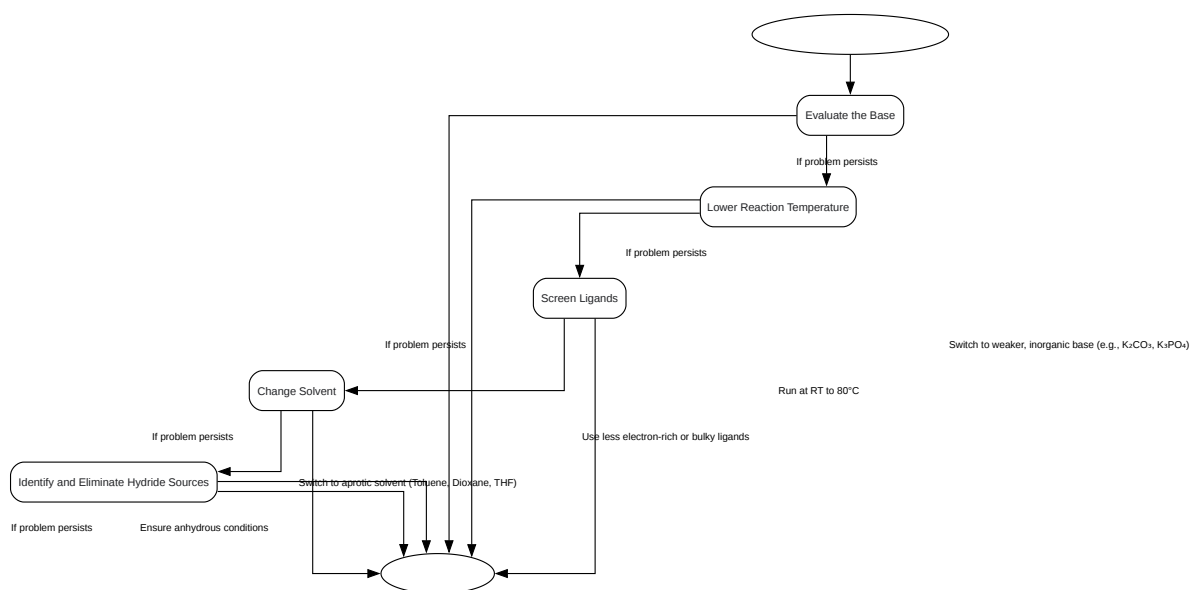 Evaluate the Base
If problem persists
Lower Reaction Temperature
If problem persists
Screen Ligands
If problem persists
Switch to weaker, inorganic base (e.g., K₂CO₃, K₃PO₄)
Change Solvent
Run at RT to 80°C
If problem persists
Use less electron-rich or bulky ligands
Identify and Eliminate Hydride Sources
Switch to aprotic solvent (Toluene, Dioxane, THF)
If problem persists
Ensure anhydrous conditions